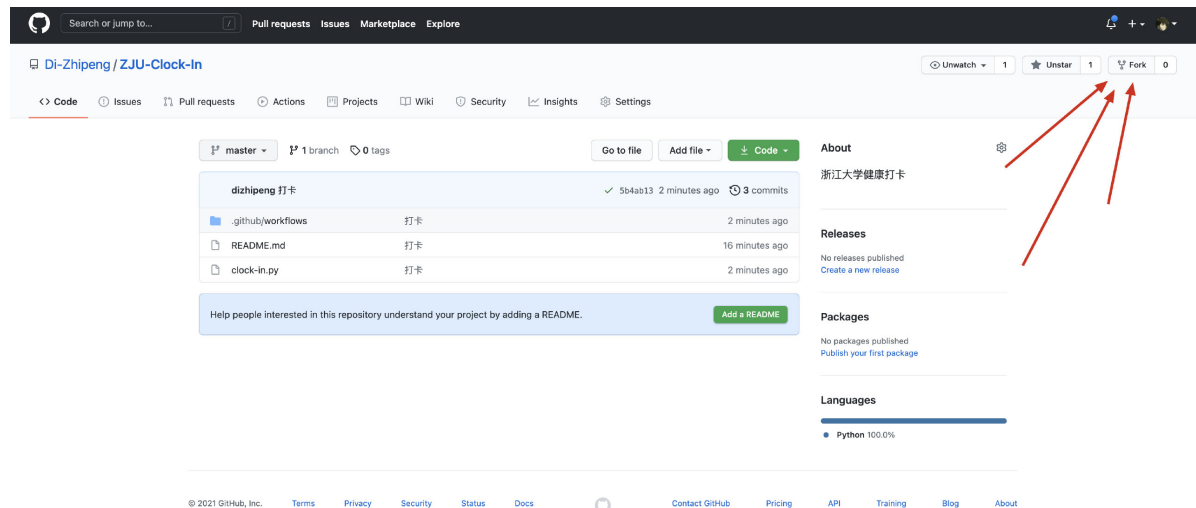 Search or jump to... / Pull requests Issues Marketplace Explore
Di-Zhipeng / ZJU-Clock-In Unwatch 1 Unstar 1 Fork 0
Code Issues Pull requests Actions Projects Wiki Security Insights Settings
master 1 branch 0 tags Go to file Add file Code
dizhipeng 打卡 5b4ab13 2 minutes ago 3 commits
.github/workflows 打卡 2 minutes ago
README.md 打卡 16 minutes ago
clock-in.py 打卡 2 minutes ago
Help people interested in this repository understand your project by adding a README. Add a README
About
浙江大学健康打卡
Releases
No releases published
Create a new release
Packages
No packages published
Publish your first package
Languages
Python 100.0%
© 2021 GitHub, Inc. Terms Privacy Security Status Docs Contact GitHub Pricing API Training Blog About